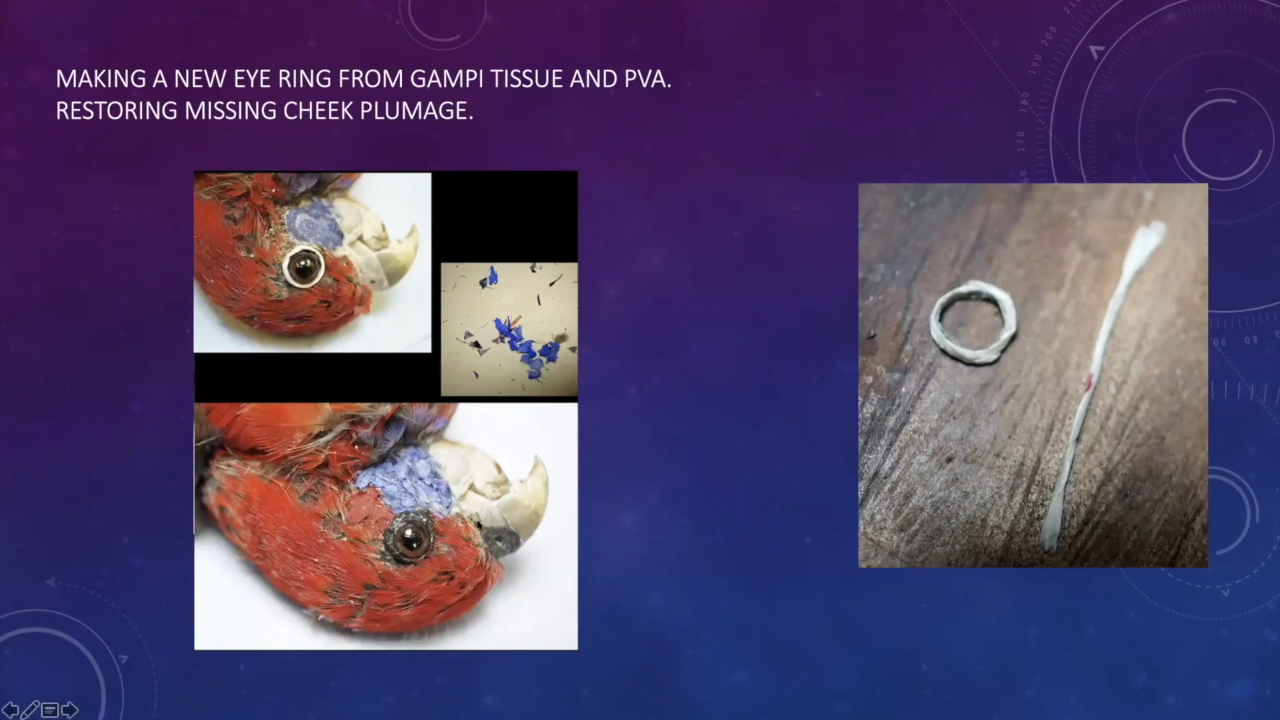 MAKING A NEW EYE RING FROM GAMPI TISSUE AND PVA.
RESTORING MISSING CHEEK PLUMAGE.